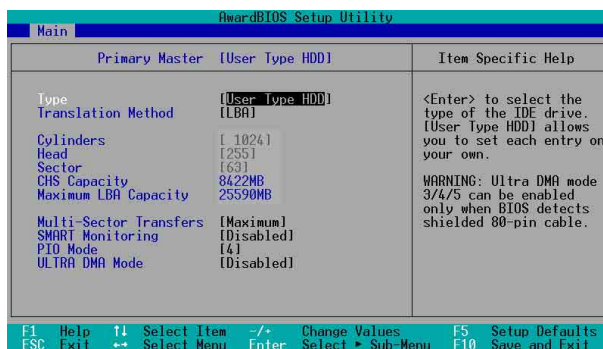 AwardBIOS Setup Utility
Main
Primary Master [User Type HDD]
Item Specific Help
Type [User Type HDD]
Translation Method [LBA]
Cylinders [ 1024]
Head [255]
Sector [63]
CHS Capacity 8422MB
Maximum LBA Capacity 25590MB
Multi-Sector Transfers [Maximum]
SMART Monitoring [Disabled]
PIO Mode [4]
ULTRA DMA Mode [Disabled]
<Enter> to select the
type of the IDE drive.
[User Type HDD] allows
you to set each entry on
your own.
WARNING: Ultra DMA mode
3/4/5 can be enabled
only when BIOS detects
shielded 80-pin cable.
F1 Help ↑↓ Select Item -/+ Change Values F5 Setup Defaults
ESC Exit ←→ Select Menu Enter Select ► Sub-Menu F10 Save and Exit